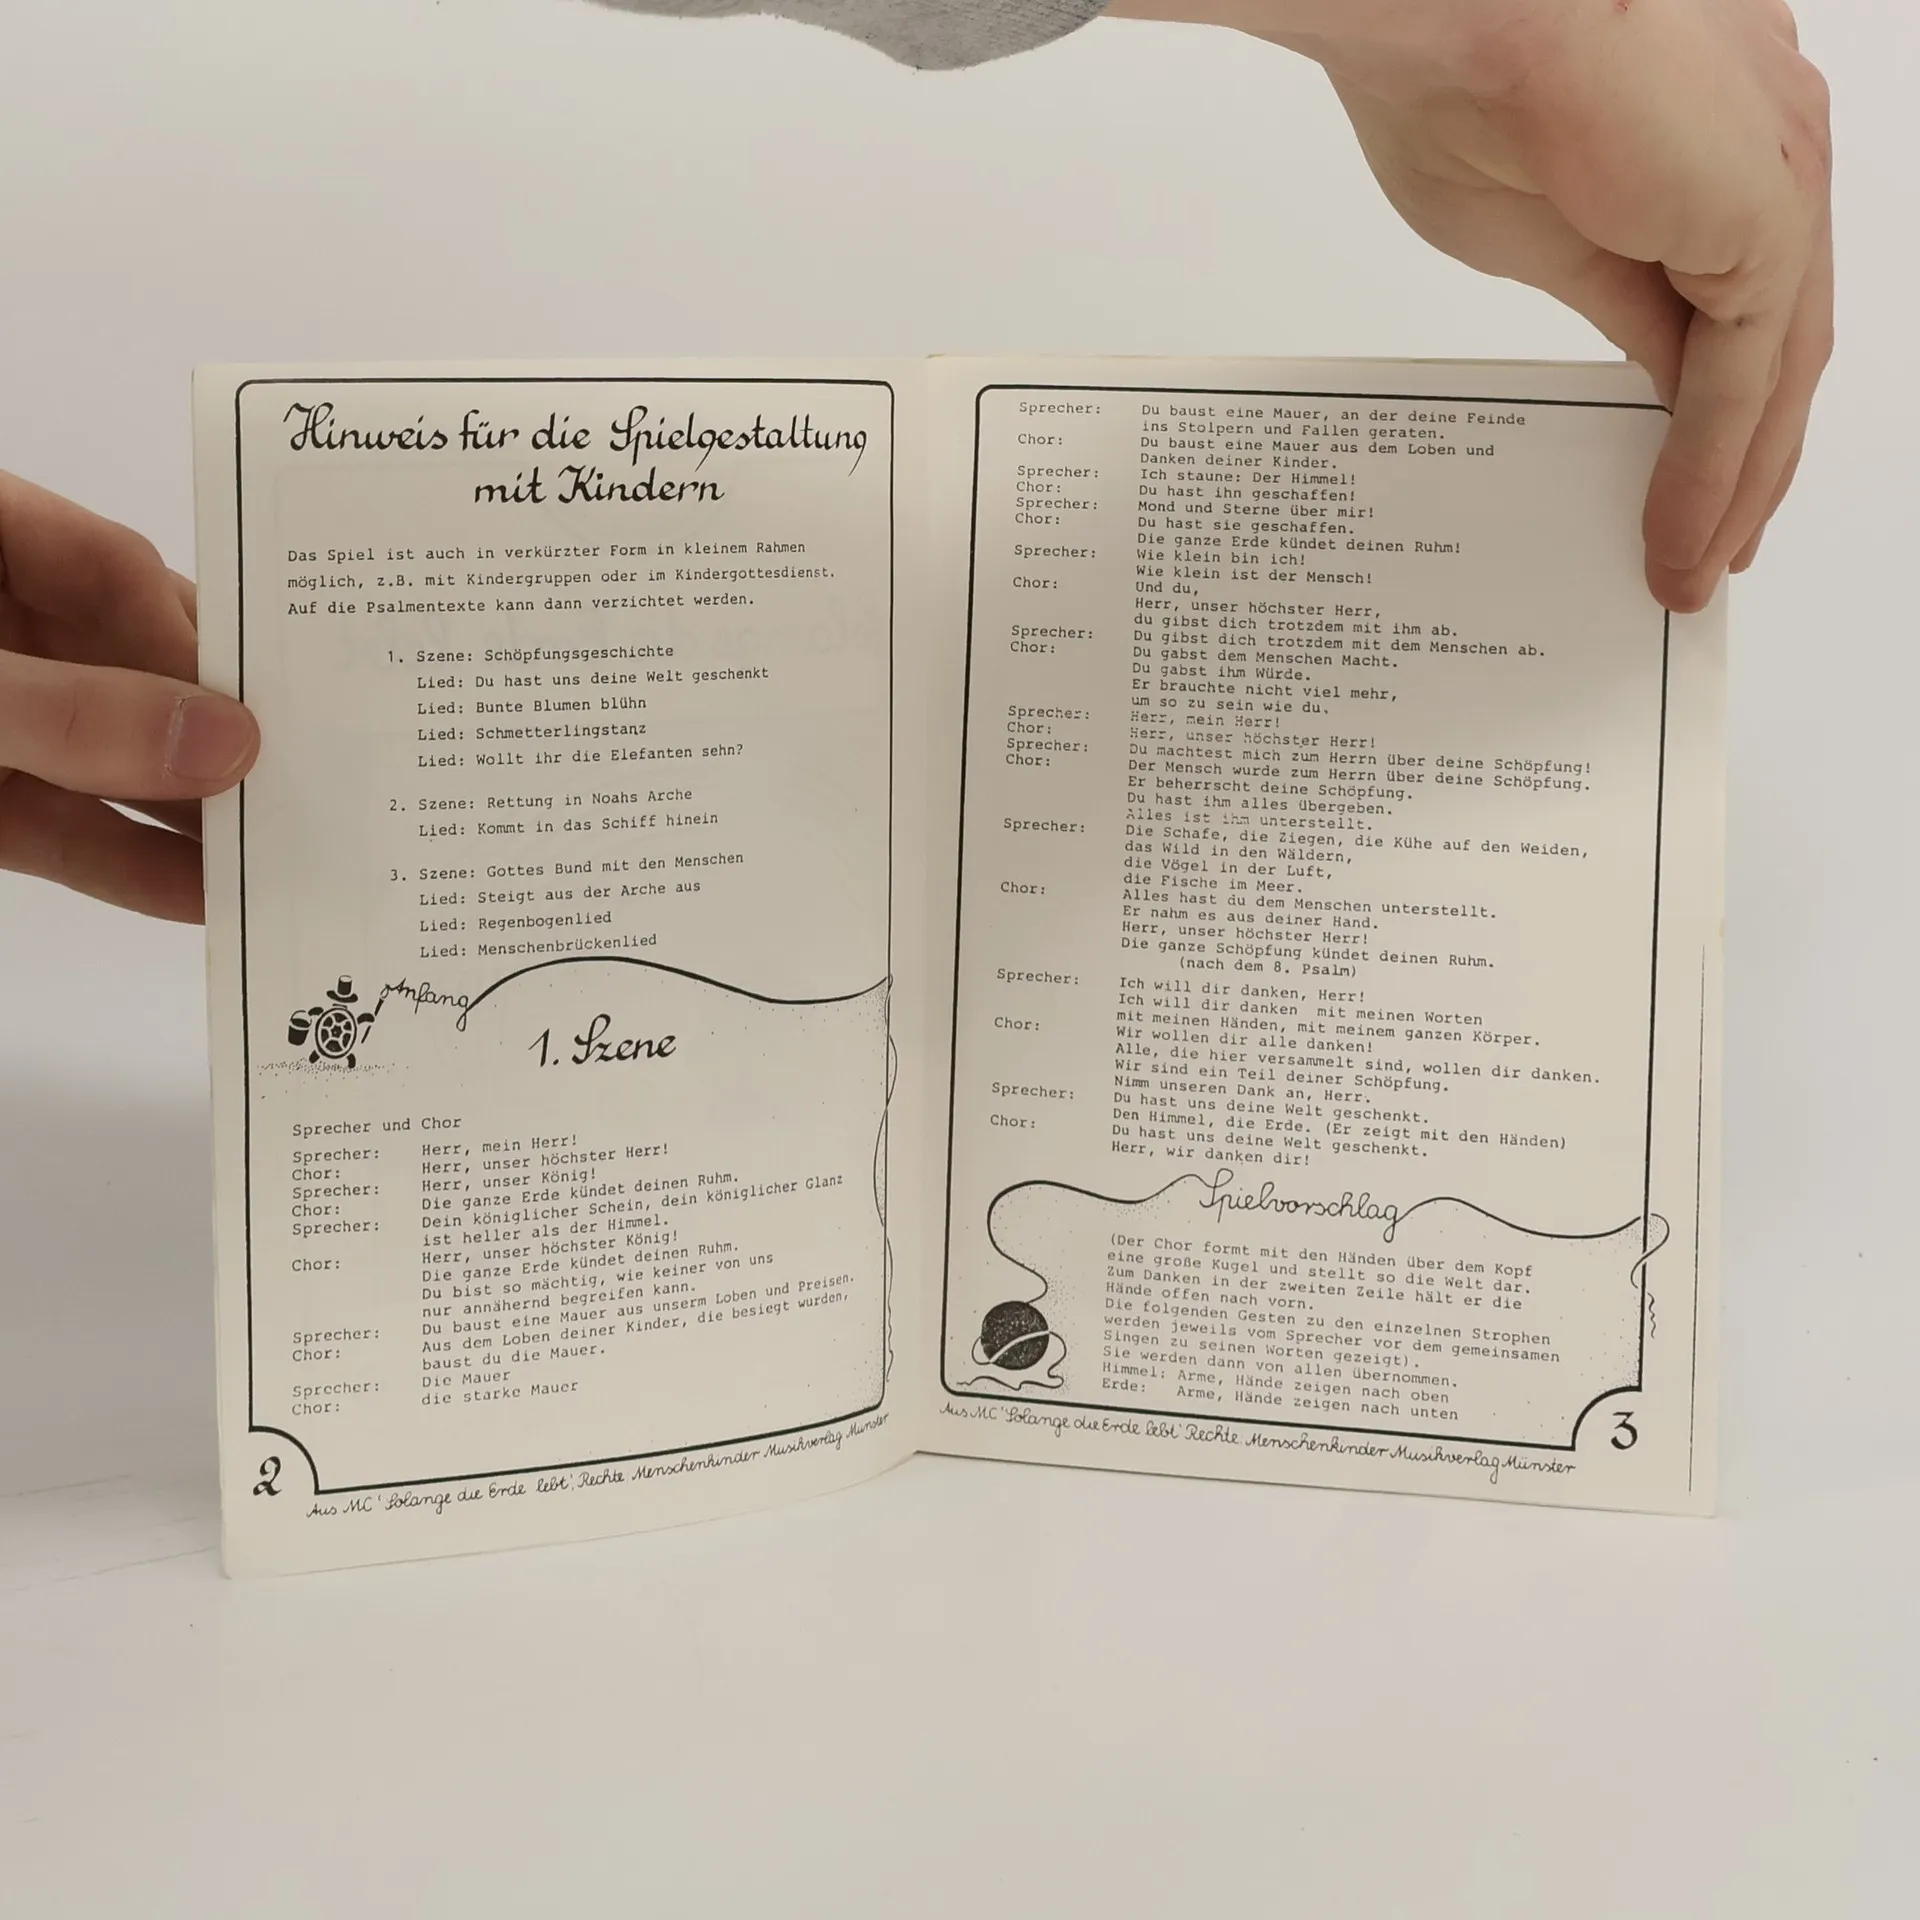 Hinweis für die Spielgestaltung
mit Kindern
Das Spiel ist auch in verkürzter Form in kleinem Rahmen
möglich, z.B. mit Kindergruppen oder im Kindergottesdienst.
Auf die Psalmentexte kann dann verzichtet werden.
1. Szene: Schöpfungsgeschichte
Lied: Du hast uns deine Welt geschenkt
Lied: Bunte Blumen blühn
Lied: Schmetterlingstanz
Lied: Wollt ihr die Elefanten sehn?
2. Szene: Rettung in Noahs Arche
Lied: Kommt in das Schiff hinein
3. Szene: Gottes Bund mit den Menschen
Lied: Steigt aus der Arche aus
Lied: Regenbogenlied
Lied: Menschenbrückenlied
Anfang
1. Szene
Sprecher und Chor
Sprecher: Herr, mein Herr!
Chor: Herr, unser höchster Herr!
Sprecher: Herr, unser König!
Chor: Die ganze Erde kündet deinen Ruhm.
Sprecher: Dein königlicher Schein, dein königlicher Glanz
ist heller als der Himmel.
Chor: Herr, unser höchster König!
Die ganze Erde kündet deinen Ruhm.
Du bist so mächtig, wie keiner von uns
nur annähernd begreifen kann.
Sprecher: Du baust eine Mauer aus unserm Loben und Preisen.
Chor: Aus dem Loben deiner Kinder, die besiegt wurden,
baust du die Mauer.
Sprecher: Die Mauer
Chor: die starke Mauer
2
Aus MC 'Solange die Erde lebt', Rechte Menschenkinder Musikverlag Münster
Sprecher: Du baust eine Mauer, an der deine Feinde
ins Stolpern und Fallen geraten.
Chor: Du baust eine Mauer aus dem Loben und
Danken deiner Kinder.
Sprecher: Ich staune: Der Himmel!
Chor: Du hast ihn geschaffen!
Sprecher: Mond und Sterne über mir!
Chor: Du hast sie geschaffen.
Die ganze Erde kündet deinen Ruhm!
Sprecher: Wie klein bin ich!
Wie klein ist der Mensch!
Chor: Und du,
Herr, unser höchster Herr,
du gibst dich trotzdem mit ihm ab.
Sprecher: Du gibst dich trotzdem mit dem Menschen ab.
Chor: Du gabst dem Menschen Macht.
Du gabst ihm Würde.
Er brauchte nicht viel mehr,
um so zu sein wie du.
Sprecher: Herr, mein Herr!
Chor: Herr, unser höchster Herr!
Sprecher: Du machtest mich zum Herrn über deine Schöpfung!
Chor: Der Mensch wurde zum Herrn über deine Schöpfung.
Er beherrscht deine Schöpfung.
Du hast ihm alles übergeben.
Alles ist ihm unterstellt.
Sprecher: Die Schafe, die Ziegen, die Kühe auf den Weiden,
das Wild in den Wäldern,
die Vögel in der Luft,
die Fische im Meer.
Chor: Alles hast du dem Menschen unterstellt.
Er nahm es aus deiner Hand.
Herr, unser höchster Herr!
Die ganze Schöpfung kündet deinen Ruhm.
(nach dem 8. Psalm)
Sprecher: Ich will dir danken, Herr!
Ich will dir danken mit meinen Worten
mit meinen Händen, mit meinem ganzen Körper.
Chor: Wir wollen dir alle danken!
Alle, die hier versammelt sind, wollen dir danken.
Wir sind ein Teil deiner Schöpfung.
Nimm unseren Dank an, Herr.
Sprecher: Du hast uns deine Welt geschenkt.
Den Himmel, die Erde. (Er zeigt mit den Händen)
Chor: Du hast uns deine Welt geschenkt.
Herr, wir danken dir!
Spielvorschlag
(Der Chor formt mit den Händen über dem Kopf
eine große Kugel und stellt so die Welt dar.
Zum Danken in der zweiten Zeile hält er die
Hände offen nach vorn.
Die folgenden Gesten zu den einzelnen Strophen
werden jeweils vom Sprecher vor dem gemeinsamen
Singen zu seinen Worten gezeigt).
Sie werden dann von allen übernommen.
Himmel: Arme, Hände zeigen nach oben
Erde: Arme, Hände zeigen nach unten
Aus MC 'Solange die Erde lebt' Rechte Menschenkinder Musikverlag Münster
3